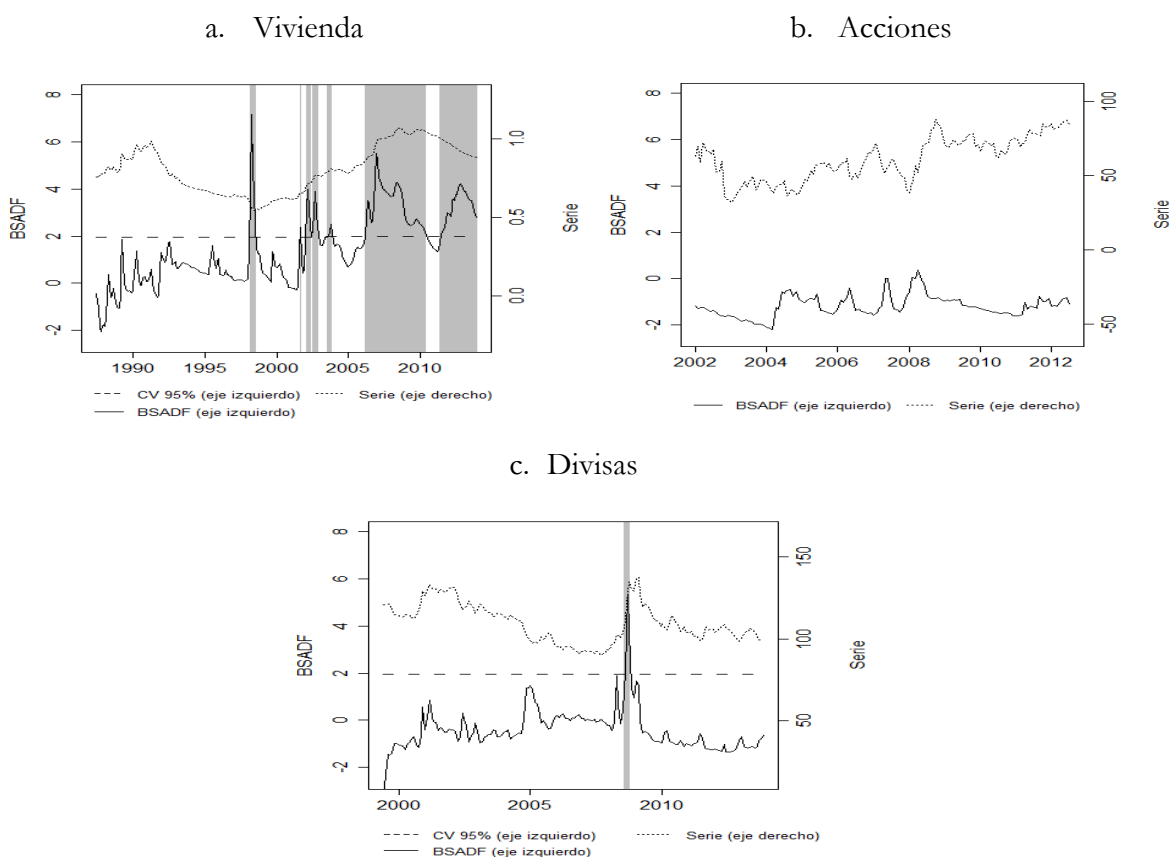 a. Vivienda
b. Acciones
BSADF
8
6
4
2
0
-2
1.0
0.5
0.0
Serie
1990 1995 2000 2005 2010
CV 95% (eje izquierdo) Serie (eje derecho)
BSADF (eje izquierdo)
BSADF
8
6
4
2
0
-2
100
50
0
-50
Serie
2002 2004 2006 2008 2010 2012
BSADF (eje izquierdo) Serie (eje derecho)
c. Divisas
BSADF
8
6
4
2
0
-2
150
100
50
Serie
2000 2005 2010
CV 95% (eje izquierdo) Serie (eje derecho)
BSADF (eje izquierdo)